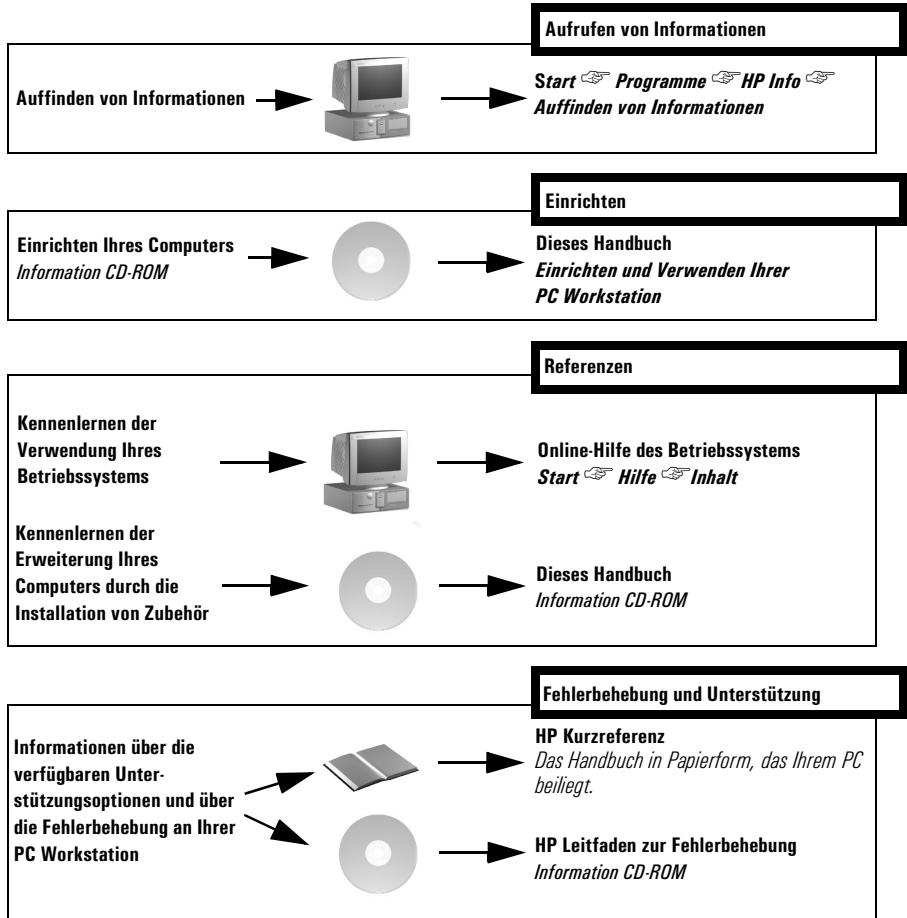 Aufrufen von Informationen
Auffinden von Informationen
Start ☞ Programme ☞ HP Info ☞
Auffinden von Informationen
Einrichten
Einrichten Ihres Computers
Information CD-ROM
Dieses Handbuch
Einrichten und Verwenden Ihrer
PC Workstation
Referenzen
Kennenlernen der
Verwendung Ihres
Betriebssystems
Online-Hilfe des Betriebssystems
Start ☞ Hilfe ☞ Inhalt
Kennenlernen der
Erweiterung Ihres
Computers durch die
Installation von Zubehör
Dieses Handbuch
Information CD-ROM
Fehlerbehebung und Unterstützung
Informationen über die
verfügbaren Unter-
stützungsoptionen und über
die Fehlerbehebung an Ihrer
PC Workstation
HP Kurzreferenz
Das Handbuch in Papierform, das Ihrem PC
beiliegt.
HP Leitfaden zur Fehlerbehebung
Information CD-ROM